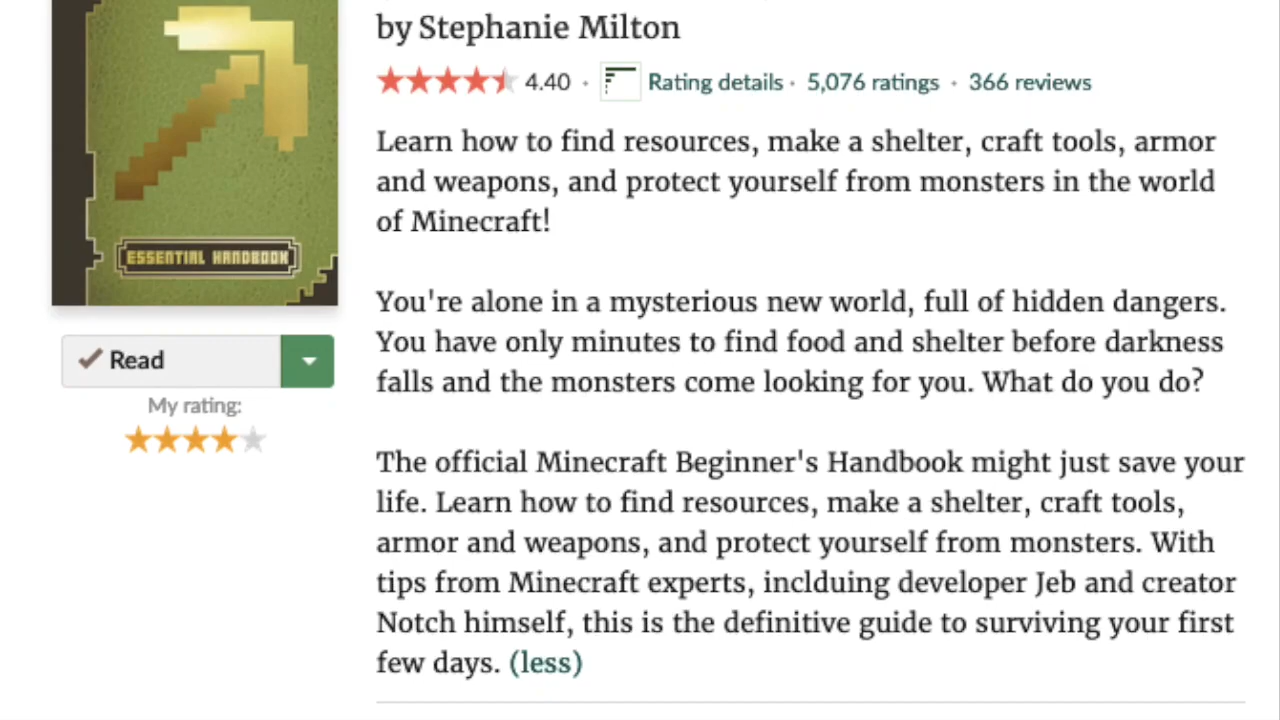 by Stephanie Milton
4.40 · Rating details · 5,076 ratings · 366 reviews
Learn how to find resources, make a shelter, craft tools, armor
and weapons, and protect yourself from monsters in the world
of Minecraft!
You're alone in a mysterious new world, full of hidden dangers.
You have only minutes to find food and shelter before darkness
falls and the monsters come looking for you. What do you do?
The official Minecraft Beginner's Handbook might just save your
life. Learn how to find resources, make a shelter, craft tools,
armor and weapons, and protect yourself from monsters. With
tips from Minecraft experts, inclduing developer Jeb and creator
Notch himself, this is the definitive guide to surviving your first
few days. (less)
ESSENTIAL HANDBOOK
Read
My rating: